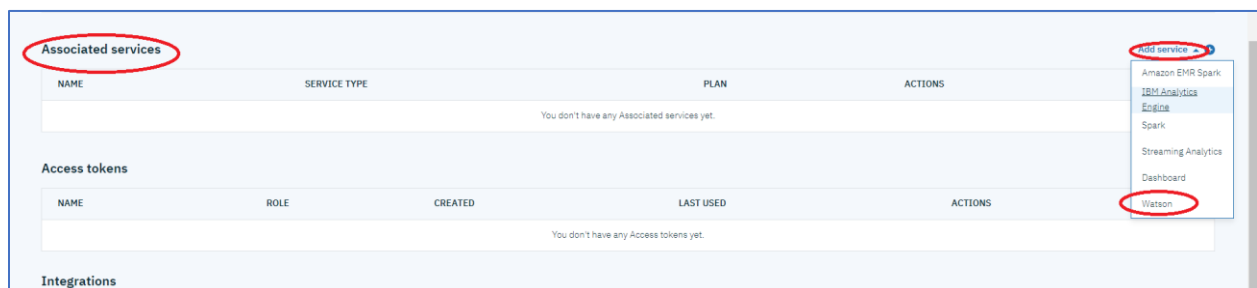 Associated services
Add service
NAME SERVICE TYPE PLAN ACTIONS
You don't have any Associated services yet.
Amazon EMR Spark
IBM Analytics
Engine
Spark
Streaming Analytics
Dashboard
Watson
Access tokens
NAME ROLE CREATED LAST USED ACTIONS
You don't have any Access tokens yet.
Integrations